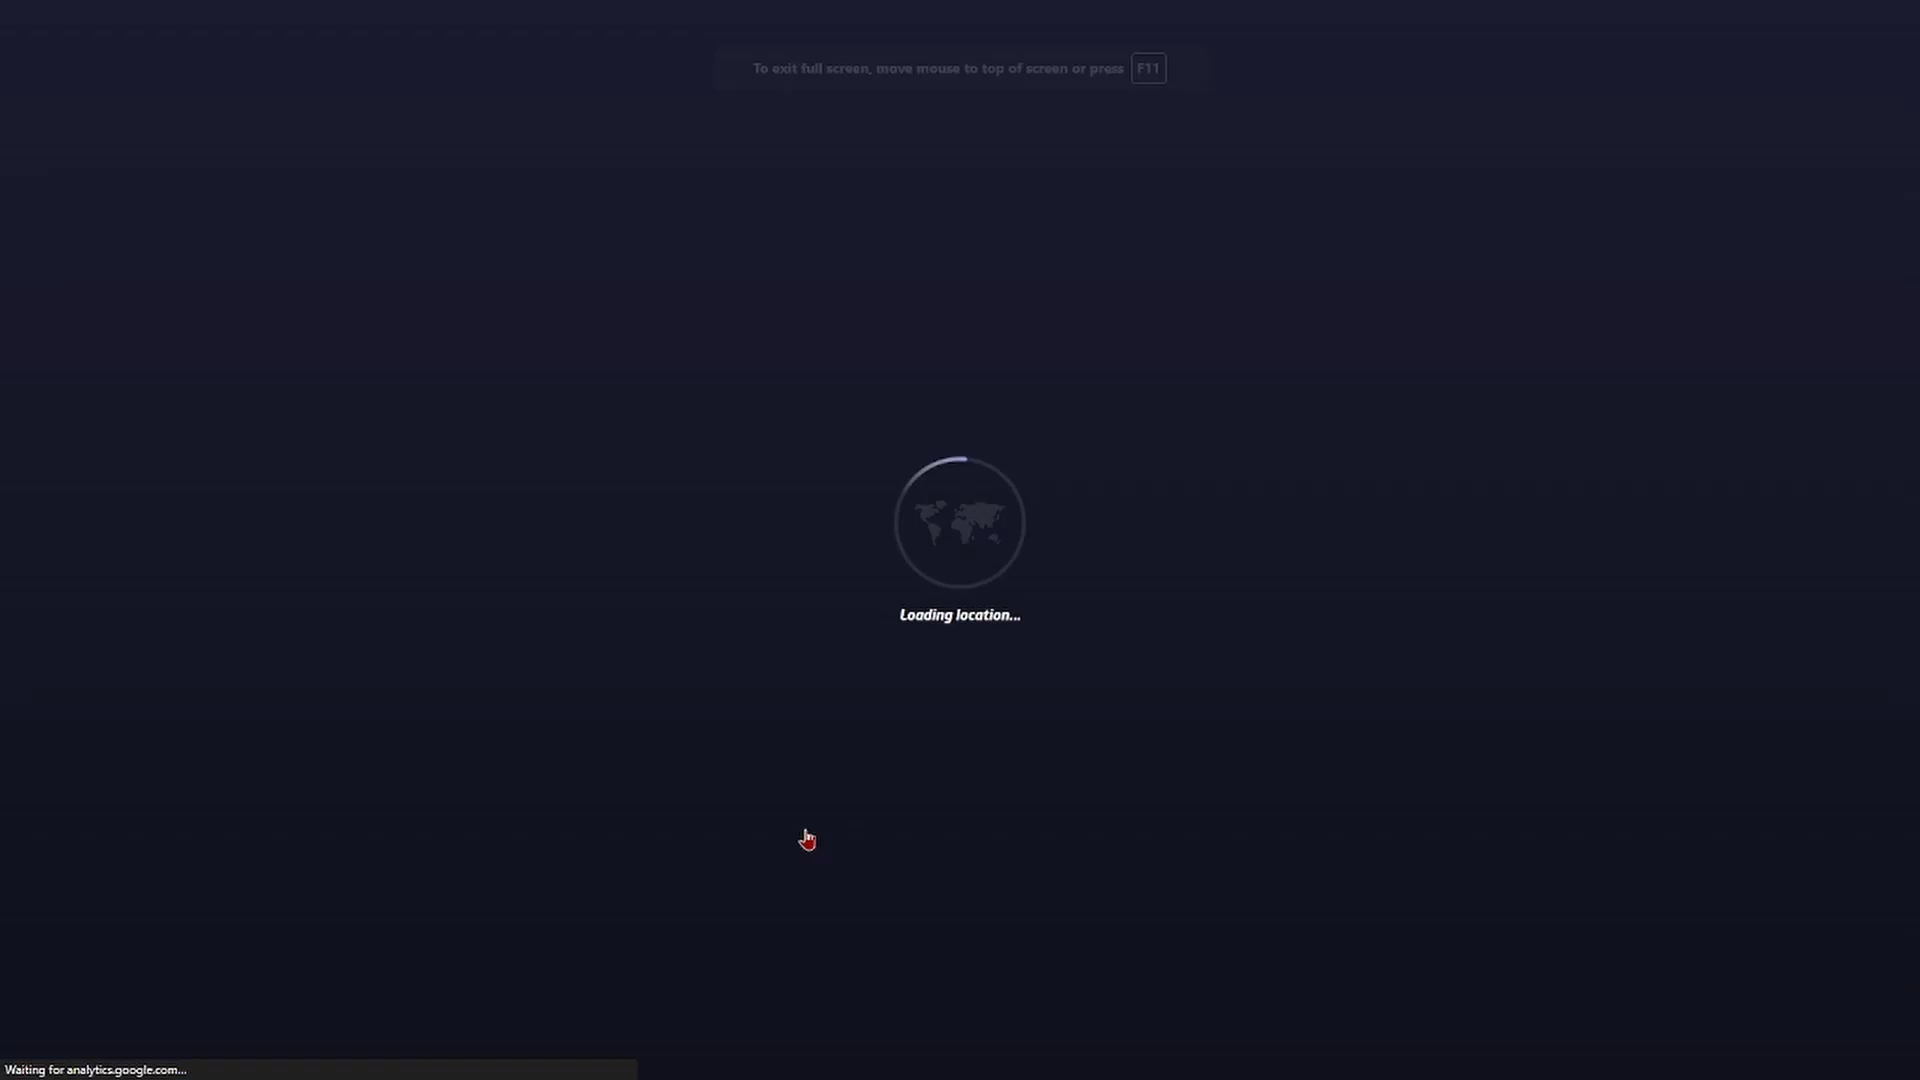 To exit full screen, move mouse to top of screen or press F11
Loading location...
Waiting for analytics.google.com...